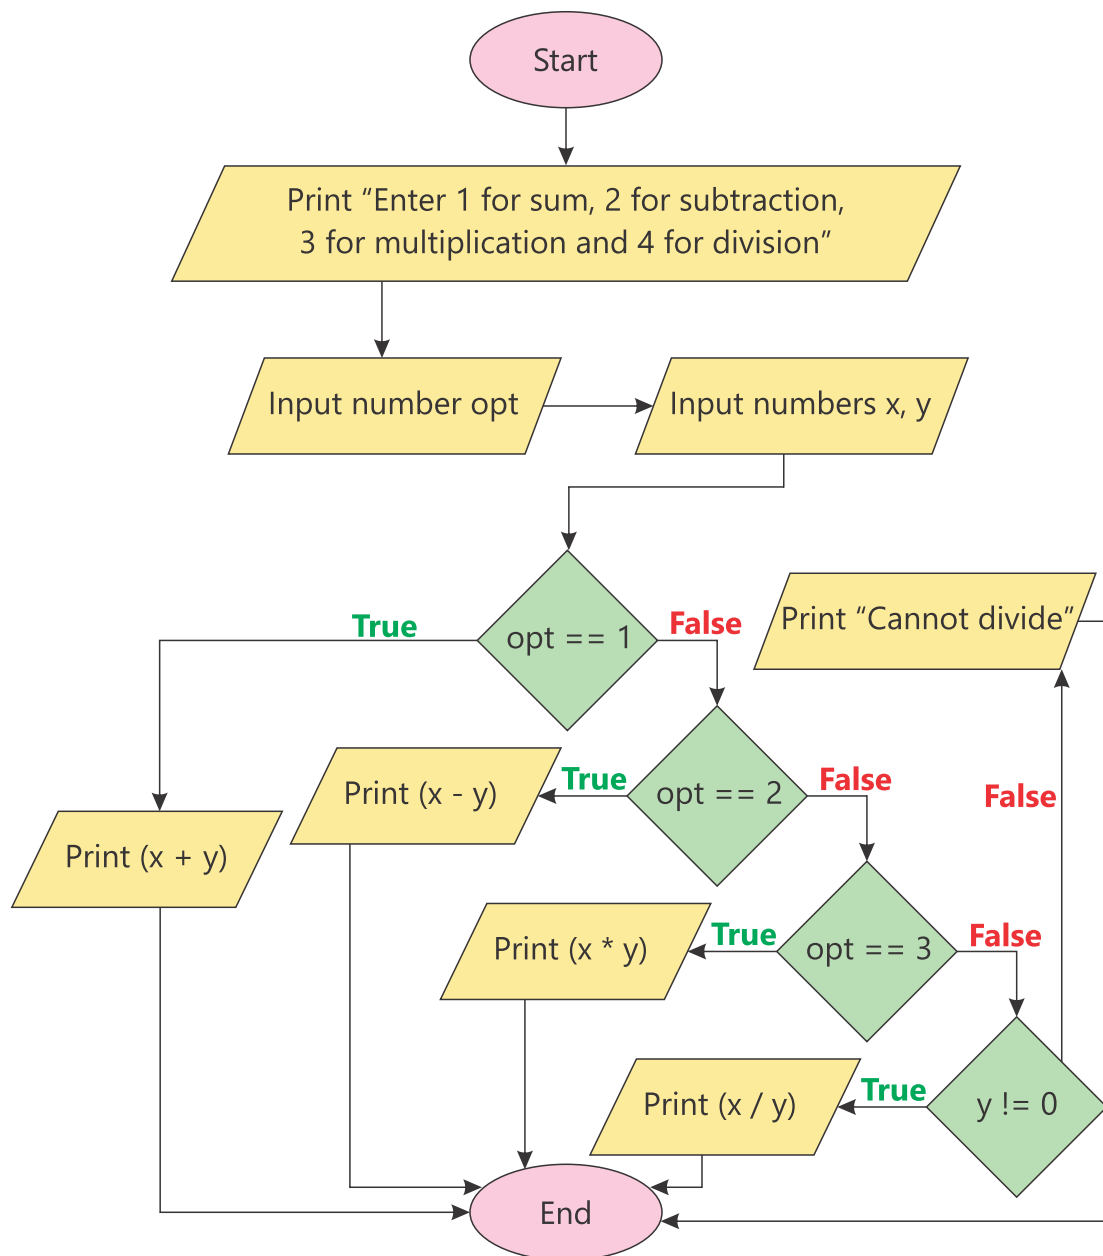 Start
Print “Enter 1 for sum, 2 for subtraction,
3 for multiplication and 4 for division”
Input number opt
Input numbers x, y
opt == 1
True
False
Print “Cannot divide”
opt == 2
True
False
Print (x - y)
False
Print (x + y)
opt == 3
True
False
Print (x * y)
y != 0
True
Print (x / y)
End